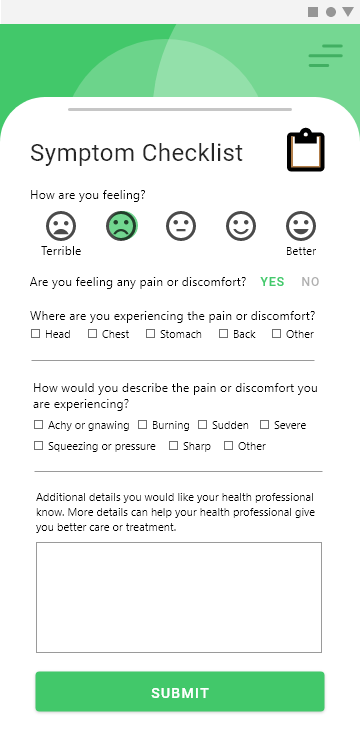 Symptom Checklist
How are you feeling?
Terrible Better
Are you feeling any pain or discomfort? YES NO
Where are you experiencing the pain or discomfort?
Head Chest Stomach Back Other
How would you describe the pain or discomfort you
are experiencing?
Achy or gnawing Burning Sudden Severe
Squeezing or pressure Sharp Other
Additional details you would like your health professional
know. More details can help your health professional give
you better care or treatment.
SUBMIT